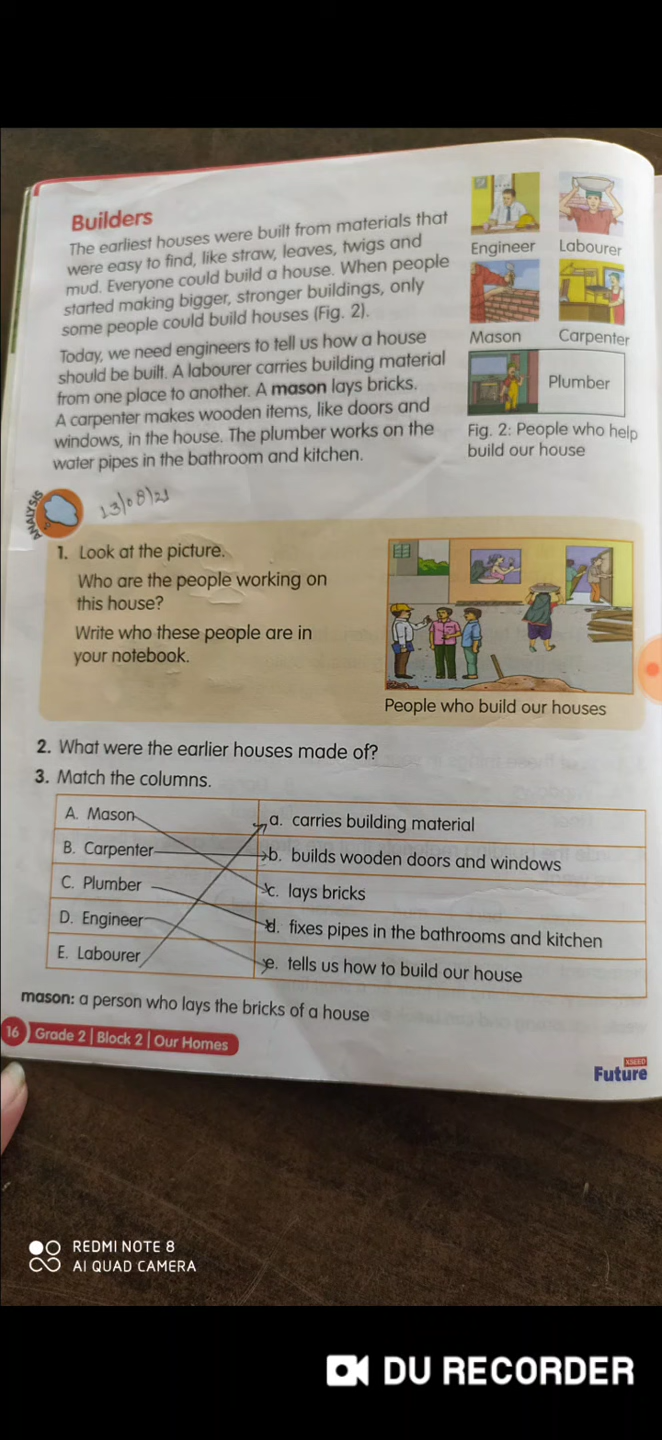 Builders
The earliest houses were built from materials that
were easy to find, like straw, leaves, twigs and
mud. Everyone could build a house. When people
started making bigger, stronger buildings, only
some people could build houses (Fig. 2).
Today, we need engineers to tell us how a house
should be built. A labourer carries building material
from one place to another. A mason lays bricks.
A carpenter makes wooden items, like doors and
windows, in the house. The plumber works on the
water pipes in the bathroom and kitchen.
Engineer Labourer
Mason Carpenter
Plumber
Fig. 2: People who help
build our house
ANALYSIS
13/08/21
1. Look at the picture.
Who are the people working on
this house?
Write who these people are in
your notebook.
People who build our houses
2. What were the earlier houses made of?
3. Match the columns.
A. Mason a. carries building material
B. Carpenter b. builds wooden doors and windows
C. Plumber c. lays bricks
D. Engineer d. fixes pipes in the bathrooms and kitchen
E. Labourer e. tells us how to build our house
mason: a person who lays the bricks of a house
16 Grade 2 | Block 2 | Our Homes
XSEED
Future
REDMI NOTE 8
AI QUAD CAMERA
DU RECORDER